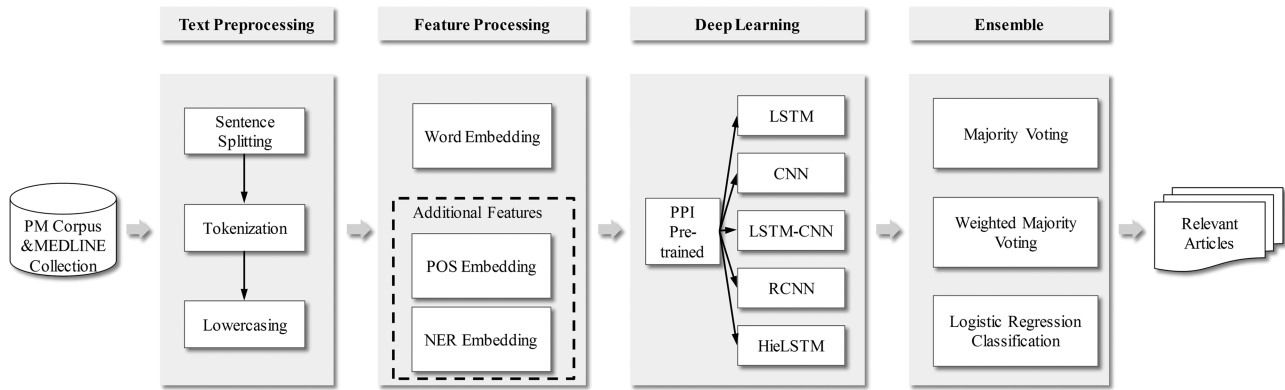 Text Preprocessing
Feature Processing
Deep Learning
Ensemble
PM Corpus
&MEDLINE
Collection
Sentence
Splitting
Tokenization
Lowercasing
Word Embedding
Additional Features
POS Embedding
NER Embedding
PPI
Pre-
trained
LSTM
CNN
LSTM-CNN
RCNN
HieLSTM
Majority Voting
Weighted Majority
Voting
Logistic Regression
Classification
Relevant
Articles